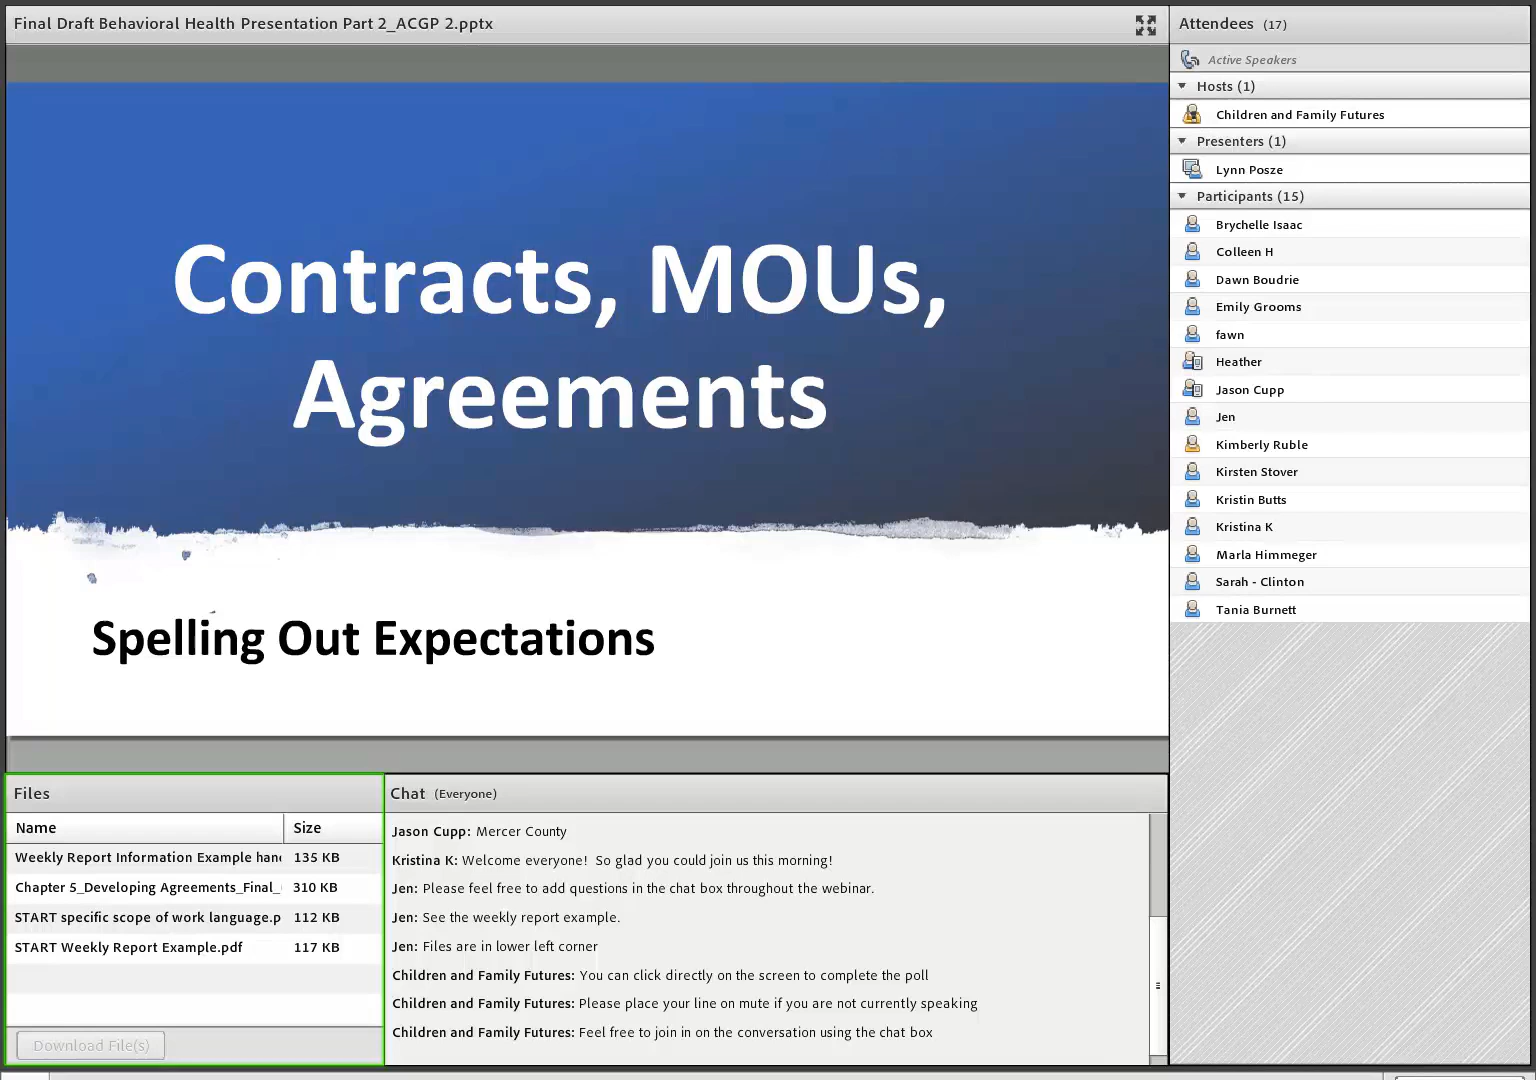 Final Draft Behavioral Health Presentation Part 2_ACGP 2.pptx
Contracts, MOUs,
Agreements
Spelling Out Expectations
Files
Name Size
Weekly Report Information Example hand 135 KB
Chapter 5_Developing Agreements_Final_ 310 KB
START specific scope of work language.p 112 KB
START Weekly Report Example.pdf 117 KB
Download File(s)
Chat (Everyone)
Jason Cupp: Mercer County
Kristina K: Welcome everyone! So glad you could join us this morning!
Jen: Please feel free to add questions in the chat box throughout the webinar.
Jen: See the weekly report example.
Jen: Files are in lower left corner
Children and Family Futures: You can click directly on the screen to complete the poll
Children and Family Futures: Please place your line on mute if you are not currently speaking
Children and Family Futures: Feel free to join in on the conversation using the chat box
Attendees (17)
Active Speakers
Hosts (1)
Children and Family Futures
Presenters (1)
Lynn Posze
Participants (15)
Brychelle Isaac
Colleen H
Dawn Boudrie
Emily Grooms
fawn
Heather
Jason Cupp
Jen
Kimberly Ruble
Kirsten Stover
Kristin Butts
Kristina K
Marla Himmeger
Sarah - Clinton
Tania Burnett